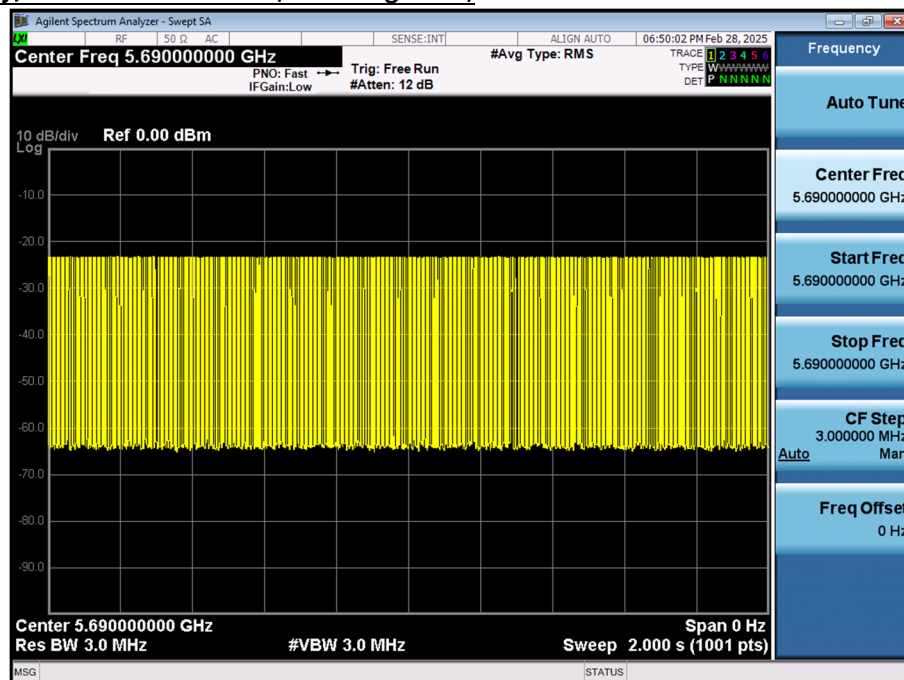 Agilent Spectrum Analyzer - Swept SA
LXI RF 50 Ω AC SENSE:INT ALIGN AUTO 06:50:02 PM Feb 28, 2025
Center Freq 5.690000000 GHz
PNO: Fast
IFGain:Low
Trig: Free Run
#Atten: 12 dB
#Avg Type: RMS
TRACE 1 2 3 4 5 6
TYPE WWWWWW
DET P N N N N N
10 dB/div Ref 0.00 dBm
Log
-10.0
-20.0
-30.0
-40.0
-50.0
-60.0
-70.0
-80.0
-90.0
Center 5.690000000 GHz
Span 0 Hz
Res BW 3.0 MHz
#VBW 3.0 MHz
Sweep 2.000 s (1001 pts)
MSG
STATUS
Frequency
Auto Tune
Center Freq
5.690000000 GHz
Start Freq
5.690000000 GHz
Stop Freq
5.690000000 GHz
CF Step
3.000000 MHz
Auto Man
Freq Offset
0 Hz